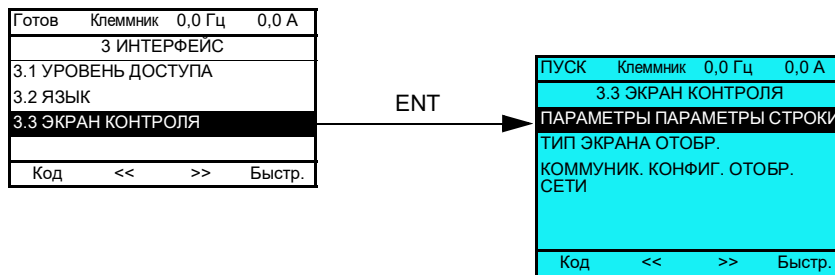 Готов Клеммник 0,0 Гц 0,0 А
3 ИНТЕРФЕЙС
3.1 УРОВЕНЬ ДОСТУПА
3.2 ЯЗЫК
3.3 ЭКРАН КОНТРОЛЯ
Код << >> Быстр.
ENT
ПУСК Клеммник 0,0 Гц 0,0 А
3.3 ЭКРАН КОНТРОЛЯ
ПАРАМЕТРЫ ПАРАМЕТРЫ СТРОКИ
ТИП ЭКРАНА ОТОБР.
КОММУНИК. КОНФИГ. ОТОБР.
СЕТИ
Код << >> Быстр.